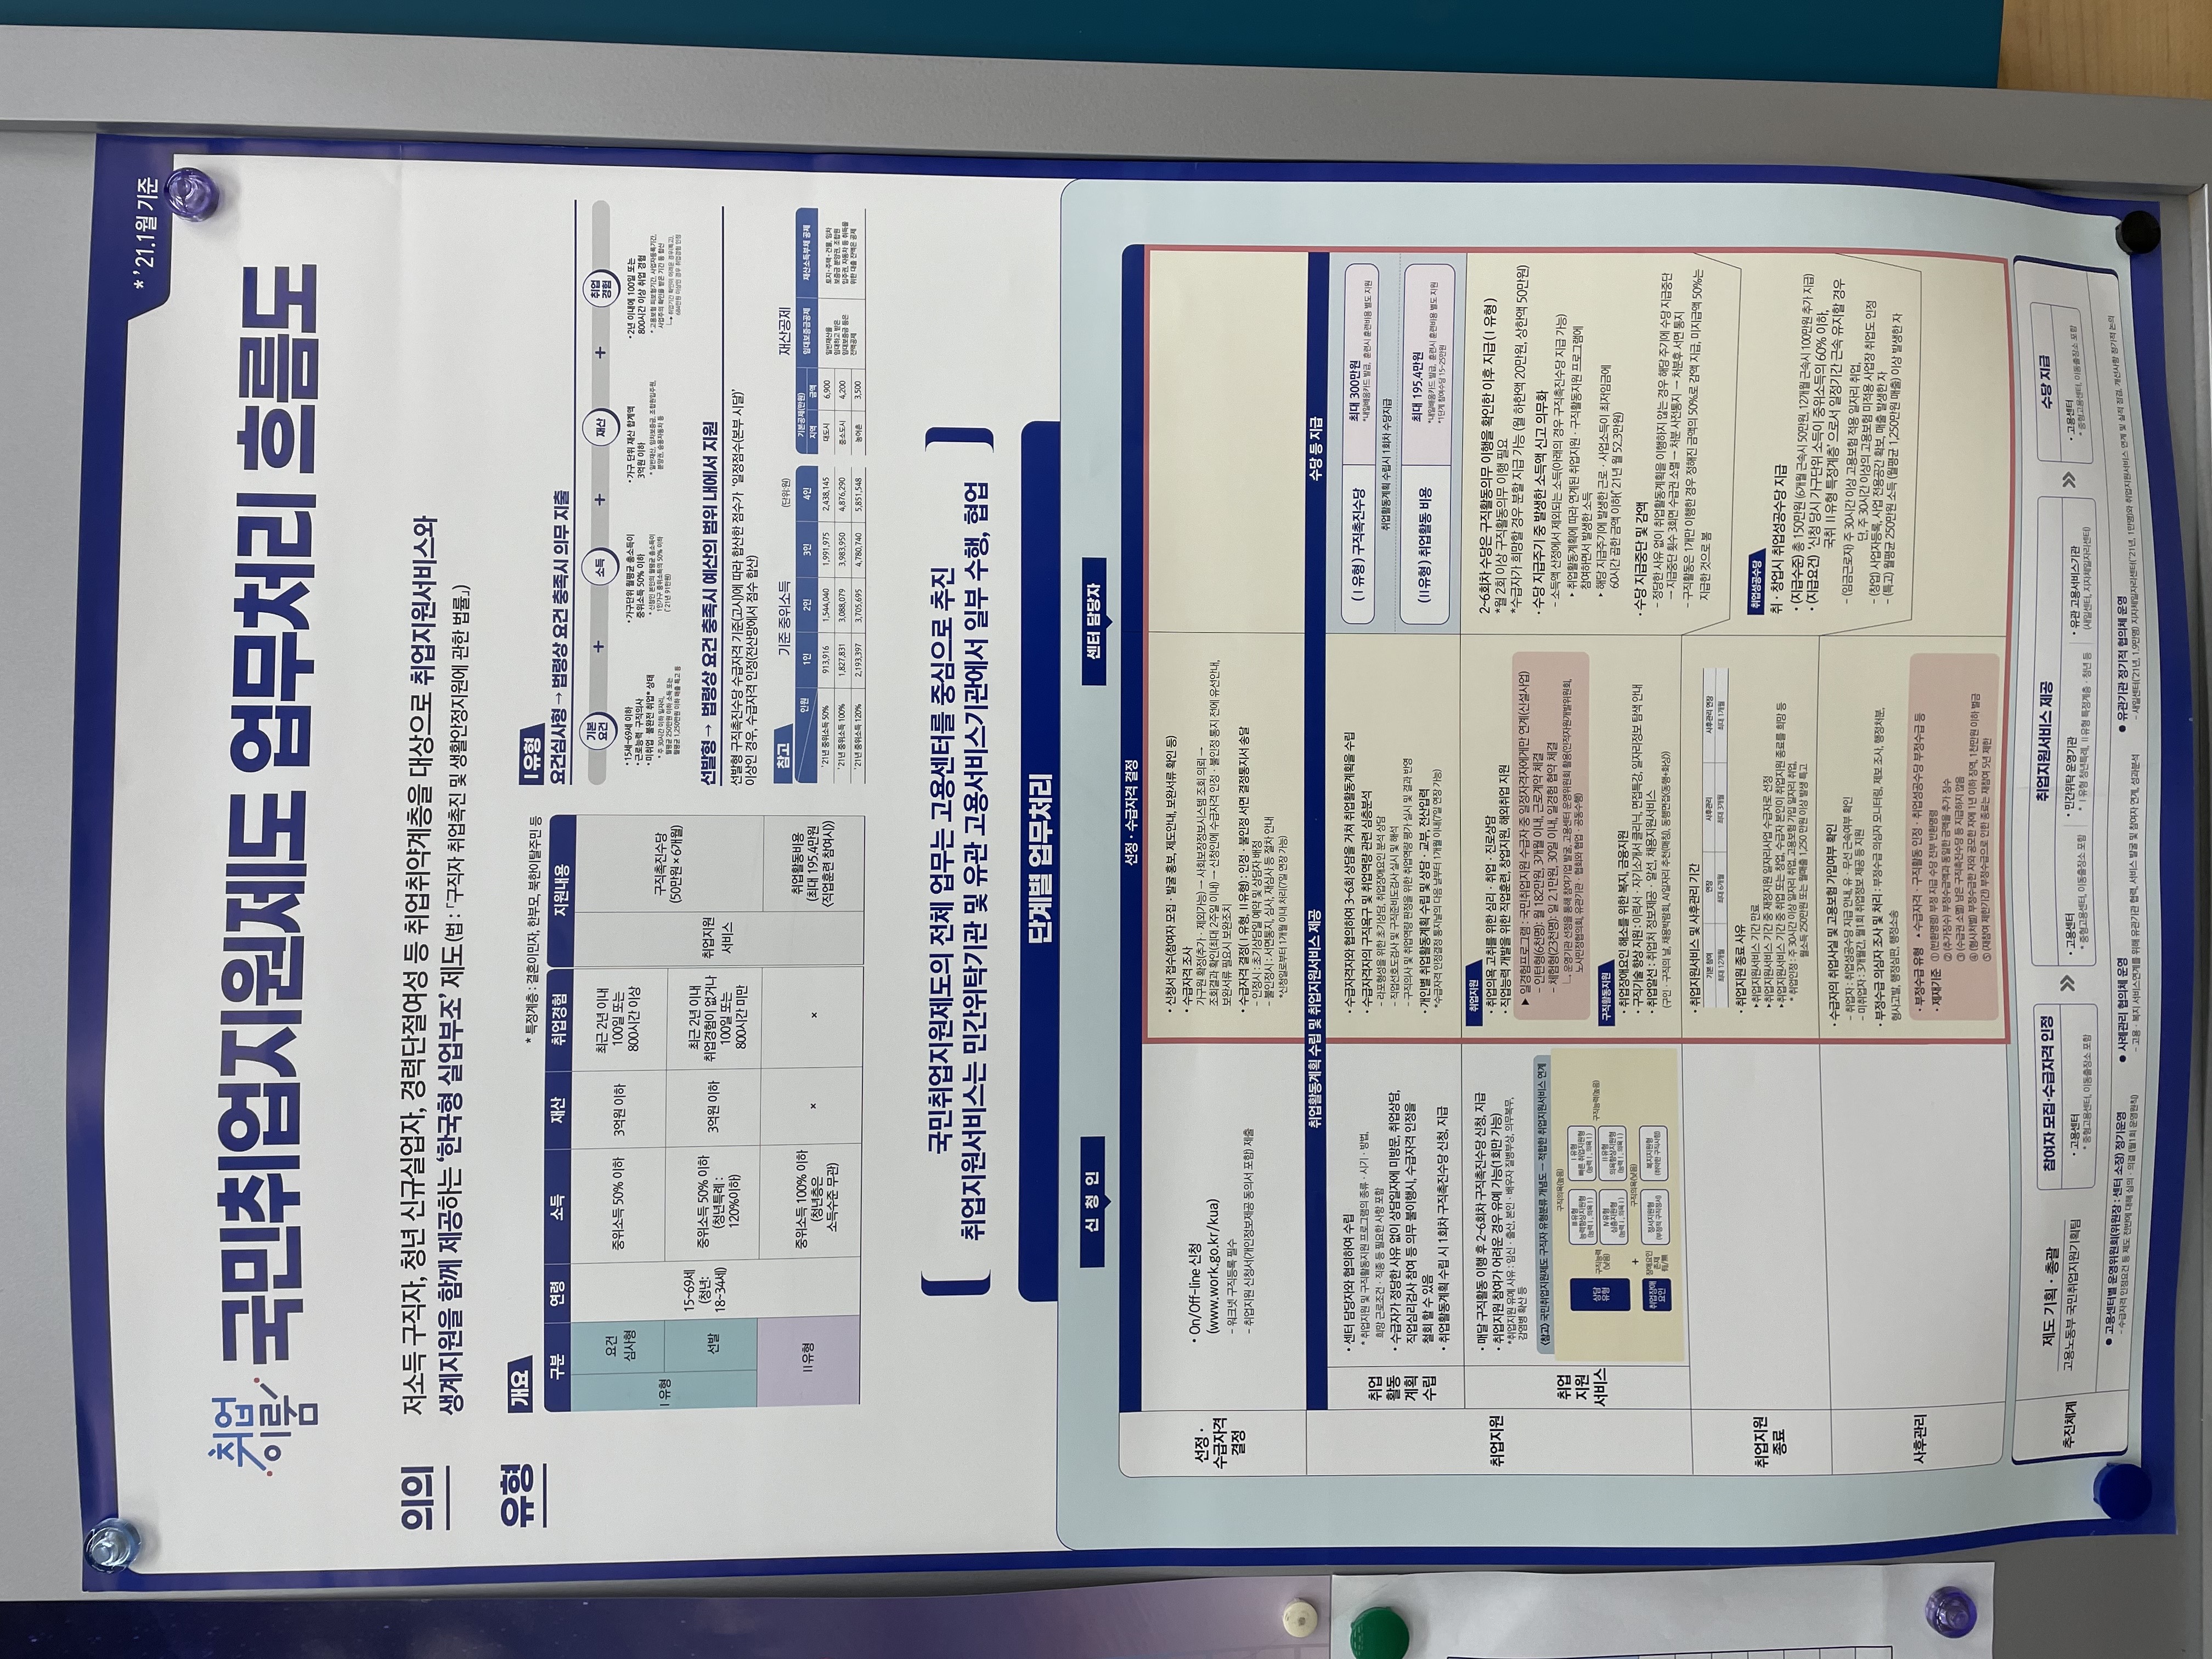 *'21.1월 기준
취업
이룸
국민취업지원제도 업무처리 흐름도
의의
저소득 구직자, 청년 신규실업자, 경력단절여성 등 취업취약계층을 대상으로 취업지원서비스와
생계지원을 함께 제공하는 ‘한국형 실업부조’ 제도(법 : 「구직자 취업촉진 및 생활안정지원에 관한 법률」)
유형
개요
* 특정계층 : 결혼이민자, 한부모, 북한이탈주민 등
구분 연령 소득 재산 취업경험 지원내용
I 유형
요건
심사형
15~69세
(청년:
18~34세)
중위소득 50% 이하
3억원 이하
최근 2년 이내
100일 또는
800시간 이상
취업지원
서비스
구직촉진수당
(50만원 × 6개월)
선발
중위소득 50% 이하
(청년특례 :
120%이하)
3억원 이하
최근 2년 이내
취업경험이 없거나
100일 또는
800시간 미만
II유형
중위소득 100% 이하
(청년층은
소득수준 무관)
×
×
취업활동비용
(최대 195.4만원
〈직업훈련 참여시〉)
I 유형
요건심사형 → 법령상 요건 충족시 의무 지출
기본
요건
+
소득
+
재산
+
취업
경험
• 15세~69세 이하
• 근로능력·구직의사
• 미취업·불완전 취업* 상태
* 주 30시간 이하 일자리,
월평균 250만원 이하 소득 또는
월평균 1,250만원 이하 매출 특고 등
• 가구단위 월평균 총소득이
중위소득 50% 이하
* 신청인 본인의 월평균 총소득이
1인가구 중위소득의 50% 이하
('21년 91만원)
• 가구 단위 재산 합계액
3억원 이하
* 일반재산, 임차보증금, 조합원입주권,
분양권, 승용자동차 등
• 2년 이내에 100일 또는
800시간 이상 취업 경험
* 고용보험 피보험기간, 사업자등록기간,
사업주의 확인을 받은 기간 등 합산
취업기간 확인이 어려운 경우(특고),
684만원 이상인 경우 취업경험 인정
선발형 → 법령상 요건 충족시 예산의 범위 내에서 지원
선발형 구직촉진수당 수급자격 기준(고시)에 따라 합산한 점수가 ‘일정점수(본부 시달)’
이상인 경우, 수급자격 인정(전산망에서 점수 합산)
참고
기준 중위소득
(단위:원)
인원 1인 2인 3인 4인
'21년 중위소득 50% 913,916 1,544,040 1,991,975 2,438,145
'21년 중위소득 100% 1,827,831 3,088,079 3,983,950 4,876,290
'21년 중위소득 120% 2,193,397 3,705,695 4,780,740 5,851,548
재산공제
기본공제(만원) 임대보증금공제 재산소득부채 공제
지역 금액
대도시 6,900
중소도시 4,200
농어촌 3,500
일반재산을
임대하고 받은
임대보증금 등은
전액공제
토지·주택·건물, 임차
보증금 분양권, 조합원
입주권, 자동차 등 취득을
위한 대출 잔액은 공제
국민취업지원제도의 전체 업무는 고용센터를 중심으로 추진
취업지원서비스는 민간위탁기관 및 유관 고용서비스기관에서 일부 수행, 협업
단계별 업무처리
신 청 인
센터 담당자
선정 · 수급자격 결정
선정 ·
수급자격
결정
• On/Off-line 신청
(www.work.go.kr/kua)
– 워크넷 구직등록 필수
– 취업지원 신청서(개인정보제공 동의서 포함) 제출
• 신청서 접수(참여자 모집 · 발굴 홍보, 제도안내, 보완서류 확인 등)
• 수급자격 조사
가구원 확정(추가 · 제외가능) → 사회보장정보시스템 조회 의뢰 →
조회결과 확인(최대 2주일 이내) → 신청인에 수급자격 인정 · 불인정 통지 전에 유선안내,
보완서류 필요시 보완조치
• 수급자격 결정( I 유형, II유형) : 인정 · 불인정 서면 결정통지서 송달
– 인정시 : 초기상담일 예약 및 상담자 배정
– 불인정시 : 서면통지, 심사, 재심사 등 절차 안내
*신청일로부터 1개월 이내 처리(7일 연장 가능)
취업활동계획 수립 및 취업지원서비스 제공
수당 등 지급
취업지원
취업
활동
계획
수립
• 센터 담당자와 협의하여 수립
* 취업지원 및 구직활동지원 프로그램의 종류 · 시기 · 방법,
희망 근로조건 · 직종 등 필요한 사항 포함
• 수급자가 정당한 사유 없이 상담일자에 미방문, 취업상담,
직업심리검사 참여 등 의무 불이행시, 수급자격 인정을
철회 할 수 있음
• 취업활동계획 수립 시 1회차 구직촉진수당 신청, 지급
• 수급자격자와 협의하여 3~6회 상담을 거쳐 취업활동계획을 수립
• 수급자격자의 구직욕구 및 취업역량 관련 심층분석
– 라포형성을 위한 초기상담, 취업장애요인 분석 상담
– 직업선호도검사 및 구직준비도검사 실시 및 해석
– 구직의사 및 취업역량 판정을 위한 취업역량 평가 실시 및 결과 반영
• 개인별 취업활동계획 수립 및 상담 · 교부, 전산입력
*수급자격 인정결정 통지날의 다음 날부터 1개월 이내(7일 연장 가능)
( I 유형 ) 구직촉진수당
최대 300만원
*내일배움카드 발급, 훈련시 훈련비용 별도 지원
취업활동계획 수립시 1회차 수당지급
(II유형) 취업활동 비용
최대 195.4만원
*내일배움카드 발급, 훈련시 훈련비용 별도 지원
*1단계 참여수당 15~25만원
취업
지원
서비스
• 매달 구직활동 이행 후 2~6회차 구직촉진수당 신청, 지급
• 취업지원 참여가 어려운 경우 유예 가능(1회만 가능)
*취업지원 유예 사유 : 임신 · 출산, 본인 · 배우자 질병부상, 의무복무,
감염병 확산 등
〈참고〉 국민취업지원제도 구직자 유형분류 개념도 → 적합한 취업지원서비스 연계
구직의욕(높음)
상담
유형
구직능력
(낮음)
III유형
능력향상지원형
(능력↓, 의욕↑)
I 유형
빠른 취업지원형
(능력↑, 의욕↑)
구직능력(높음)
IV유형
심층지원형
(능력↓, 의욕↓)
II유형
의욕향상지원형
(능력↑, 의욕↓)
구직의욕(낮음)
+
취업장애
요인
장애요인
존재
有/無
정서지원형
(부정적 구직정서)
복지지원형
(취약한 구직사항)
취업지원
• 취업의욕 고취를 위한 심리 · 취업 · 진로상담
• 직업능력 개발을 위한 직업훈련, 창업지원, 해외취업 지원
▶ 일경험프로그램 : 국민취업지원 수급자 중 일정자격자에게만 연계(신설사업)
– 인턴형(6천명): 월 182만원, 3개월 이내, 근로계약 체결
– 체험형(23천명): 일 2.1만원, 30일 이내, 일경험 협약 체결
운영기관 선정을 통해 참여기업 발굴, 고용센터 운영위원회 활용(인적자원개발위원회,
노사민정협의회, 유관기관 · 협회와 협업 · 공동수행)
구직활동지원
• 취업장애요인 해소를 위한 복지, 금융지원
• 구직기술 향상 지원 : 이력서 · 자기소개서 클리닉, 면접특강, 일자리정보 탐색 안내
• 취업알선 : 취업처 정보제공 · 알선, 채용지원서비스
(구인 · 구직의 날, 채용박람회, AI일자리 추천(매칭), 동행면접(동행+화상))
2~6회차 수당은 구직활동의무 이행을 확인한 이후 지급 ( I 유형 )
*월 2회 이상 구직활동의무 이행 필요
*수급자가 희망할 경우 분할 지급 가능 (월 하한액 20만원, 상한액 50만원)
• 수당 지급주기 중 발생한 소득액 신고 의무화
– 소득액 산정에서 제외되는 소득(아래의 경우 구직촉진수당 지급 가능)
▸ 취업활동계획에 따라 연계된 취업지원 · 구직활동지원 프로그램에
참여하면서 발생한 소득
▸ 해당 지급주기에 발생한 근로 · 사업소득이 최저임금에
60시간 곱한 금액 이하('21년 월 52.3만원)
• 수당 지급중단 및 감액
– 정당한 사유 없이 취업활동계획을 이행하지 않는 경우 해당 주기에 수당 지급중단
→ 지급중단 횟수 3회면 수급권 소멸 → 처분 사전통지 → 처분후 서면 통지
– 구직활동은 1개만 이행한 경우 정해진 금액의 50%로 감액 지급, 미지급액 50%는
지급한 것으로 봄
취업지원
종료
• 취업지원서비스 및 사후관리 기간
기본 참여 연장 사후관리 사후관리 연장
최대 12개월 최대 6개월 최대 3개월 최대 1개월
• 취업지원 종료 사유
▸취업지원서비스 기간 만료
▸취업지원서비스 기간 중 재정지원 일자리사업 수급자로 선정
▸취업지원서비스 기간 중 취업 또는 창업, 수급자 본인이 취업지원 종료를 희망 등
* 취업인정 : 주 30시간 이상 일자리 취업, 고용보험 가입 일자리 취업,
월소득 250만원 또는 월매출 1,250 만원 이상 발생 특고
취업성공수당
취 · 창업시 취업성공수당 지급
• (지급수준) 총 150만원 (6개월 근속시 50만원, 12개월 근속시 100만원 추가 지급)
• (지급요건) ‘신청 당시 가구단위 소득이 중위소득의 60% 이하,
국취 II유형 특정계층’ 으로서 일정기간 근속 유지할 경우
– (임금근로자) 주 30시간 이상 고용보험 적용 일자리 취업,
단, 주 30시간 이상의 고용보험 미적용 사업장 취업도 인정
– (창업) 사업자등록, 사업 전용공간 확보, 매출 발생한 자
– (특고) 월평균 250만원 소득 (월평균 1,250만원 매출) 이상 발생한 자
사후관리
• 수급자의 취업사실 및 고용보험 가입여부 확인
– 취업자 : 취업성공수당 지급 안내, 유 · 무선 근속여부 확인
– 미취업자 : 3개월간, 월1회 취업정보 제공 등 지원
• 부정수급 의심자 조사 및 처리 : 부정수급 의심자 모니터링, 제보 조사, 행정처분,
형사고발, 행정심판, 행정소송
• 부정수급 유형 ▲ 수급자격 · 구직활동 인정 · 취업성공수당 부정수급 등
• 제재기준 ① (반환명령) 부정 지급 수당 전부 반환명령
② (추가징수) 부정수급액과 동일한 금액을 추가 징수
③ (수급권 소멸) 남은 구직촉진수당 등 지급하지 않음
④ (형사처벌) 부정수급한 자와 공모한 자에 1년 이하 징역, 1천만원 이하 벌금
⑤ (재참여 제한기간) 부정수급으로 인한 종료는 재참여 5년 제한
추진체계
제도 기획 · 총괄
고용노동부 국민취업지원기획팀
참여자 모집·수급자격 인정
• 고용센터
* 중형고용센터, 이동출장소 포함
취업지원서비스 제공
• 고용센터
* 중형고용센터, 이동출장소 포함
• 민간위탁 운영기관
* I 유형 청년특례, II유형 특정계층 · 청년 등
• 유관 고용서비스기관
(새일센터, 지자체일자리센터)
수당 지급
• 고용센터
* 중형고용센터, 이동출장소 포함
● 고용센터별 운영위원회(위원장 : 센터 소장) 정기운영
– 수급자격 인정요건 등 제도 전반에 대해 심의 · 의결 (월1회 운영원칙)
● 사례관리 협의체 운영
– 고용 · 복지 서비스연계를 위해 유관기관 협력, 서비스 발굴 및 참여자 연계, 성과분석
● 유관기관 정기적 협의체 운영
– 새일센터('21년, 1.9만명) 지자체일자리센터('21년, 1만명)와 취업지원서비스 연계 및 실적 점검, 개선사항 정기적 논의